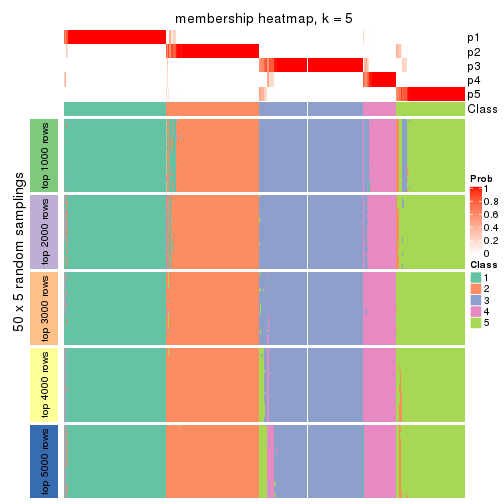 membership heatmap, k = 5
p1
p2
p3
p4
p5
Class
top 1000 rows
top 2000 rows
top 3000 rows
top 4000 rows
top 5000 rows
50 x 5 random samplings
Prob
1
0.8
0.6
0.4
0.2
0
Class
1
2
3
4
5